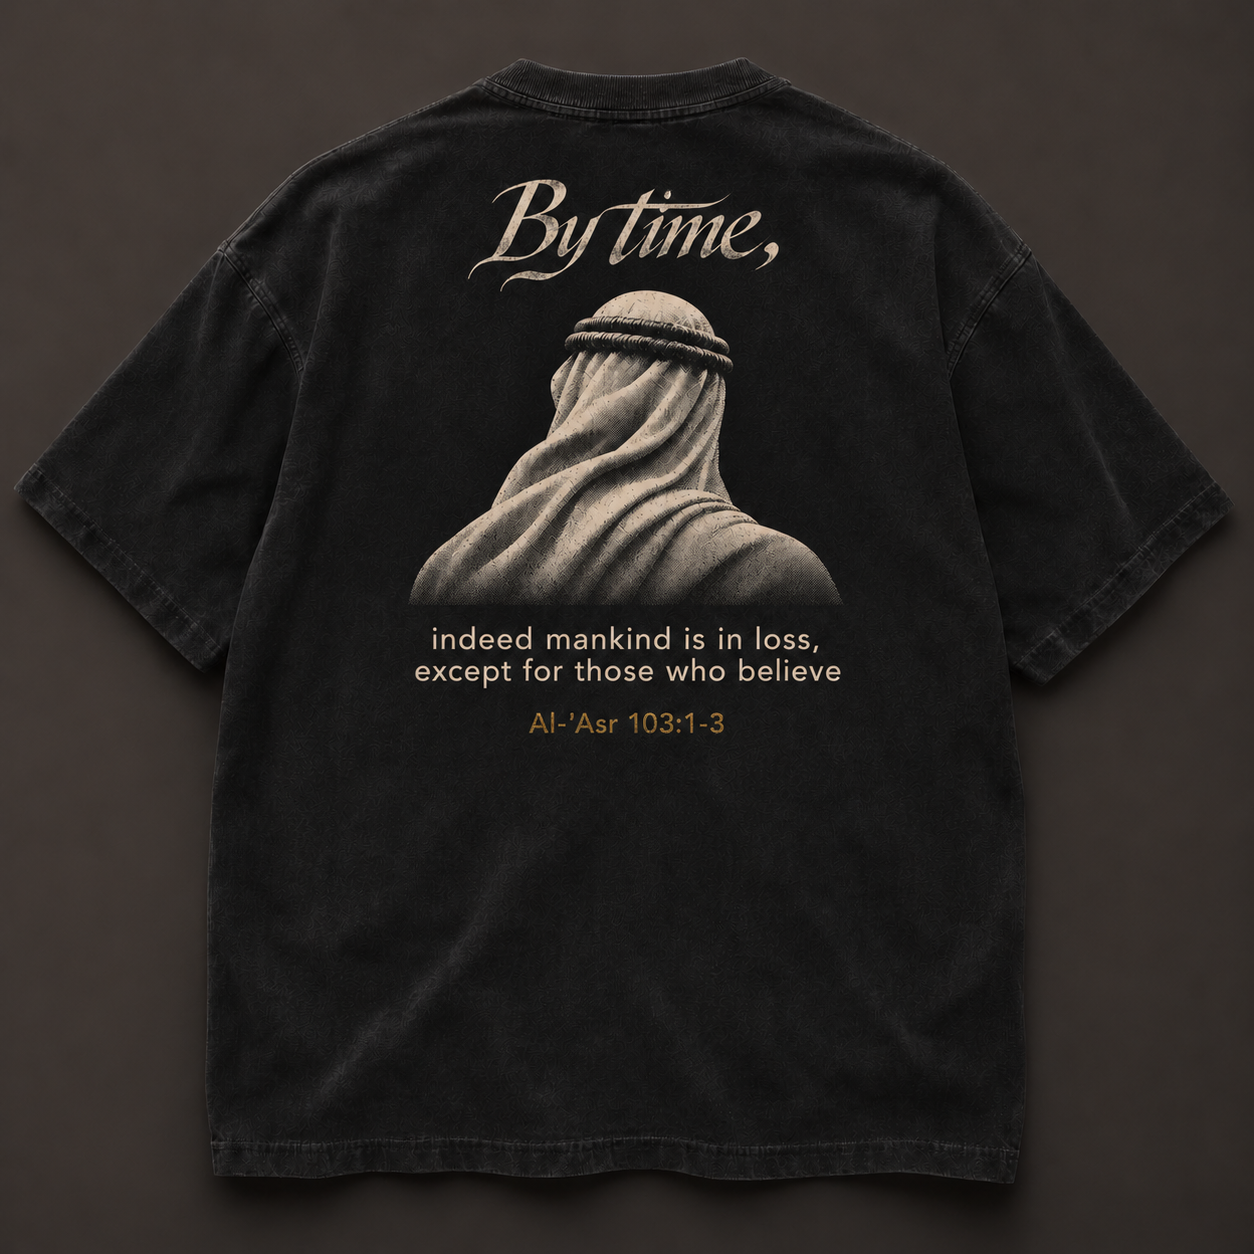 By time,
indeed mankind is in loss,
except for those who believe
Al-'Asr 103:1-3